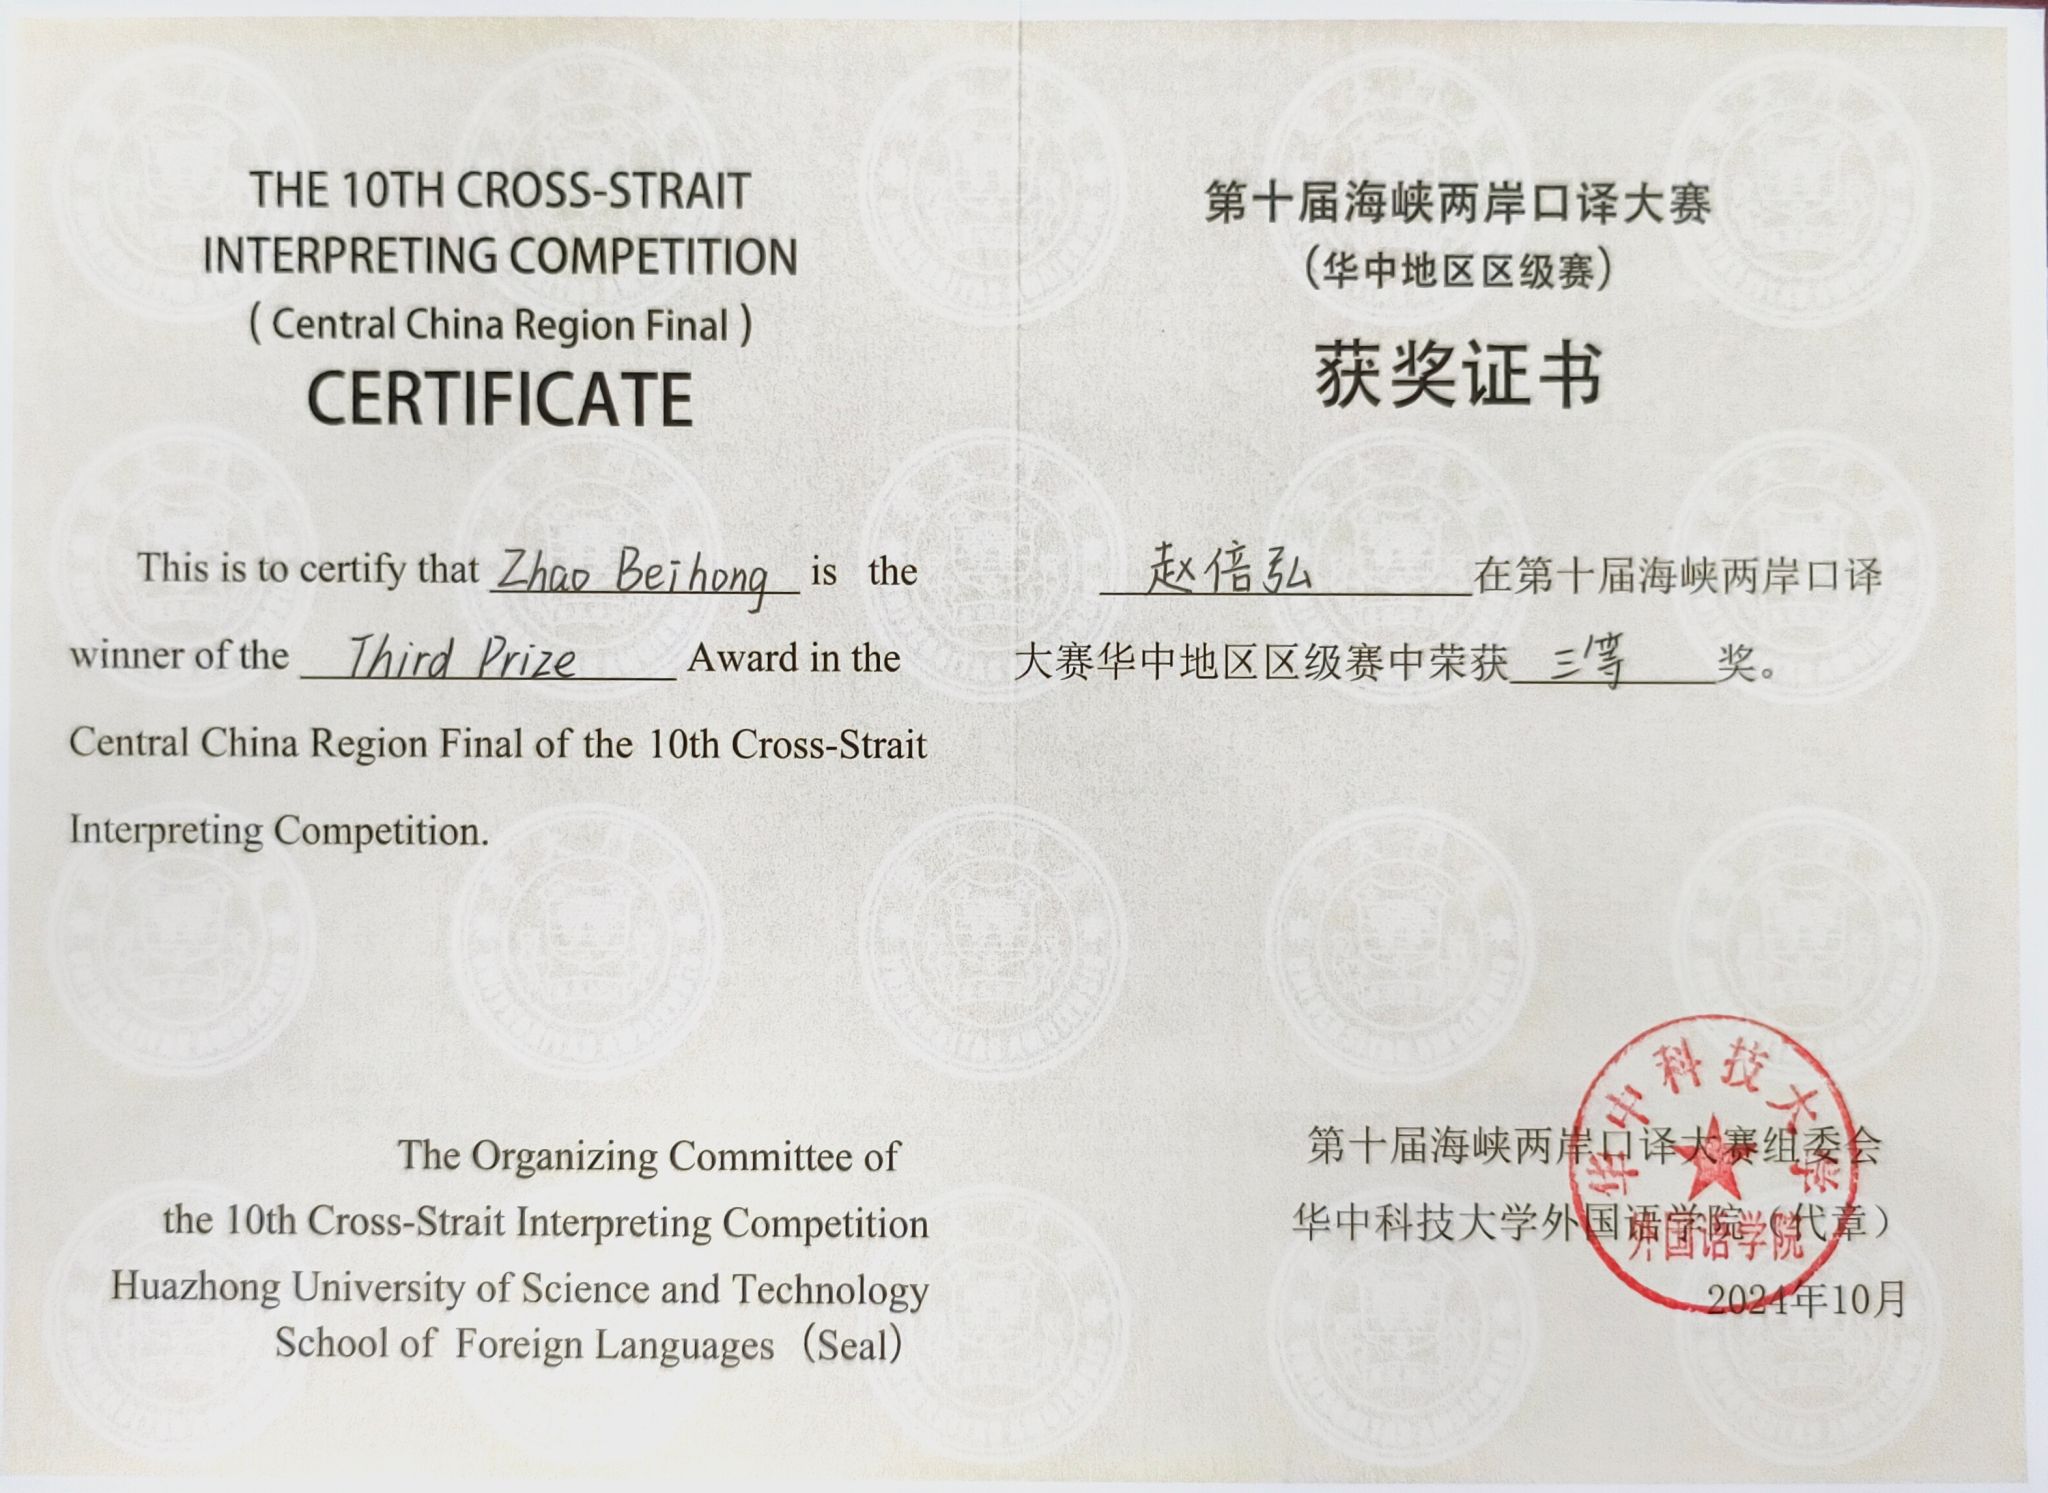 THE 10TH CROSS-STRAIT
INTERPRETING COMPETITION
( Central China Region Final )
CERTIFICATE
This is to certify that Zhao Beihong is the
winner of the Third Prize Award in the
Central China Region Final of the 10th Cross-Strait
Interpreting Competition.
The Organizing Committee of
the 10th Cross-Strait Interpreting Competition
Huazhong University of Science and Technology
School of Foreign Languages（Seal）
第十届海峡两岸口译大赛
（华中地区区级赛）
获奖证书
赵倍弘在第十届海峡两岸口译
大赛华中地区区级赛中荣获三等奖。
第十届海峡两岸口译大赛组委会
华中科技大学外国语学院（代章）
2024年10月
华中科技大学
外国语学院